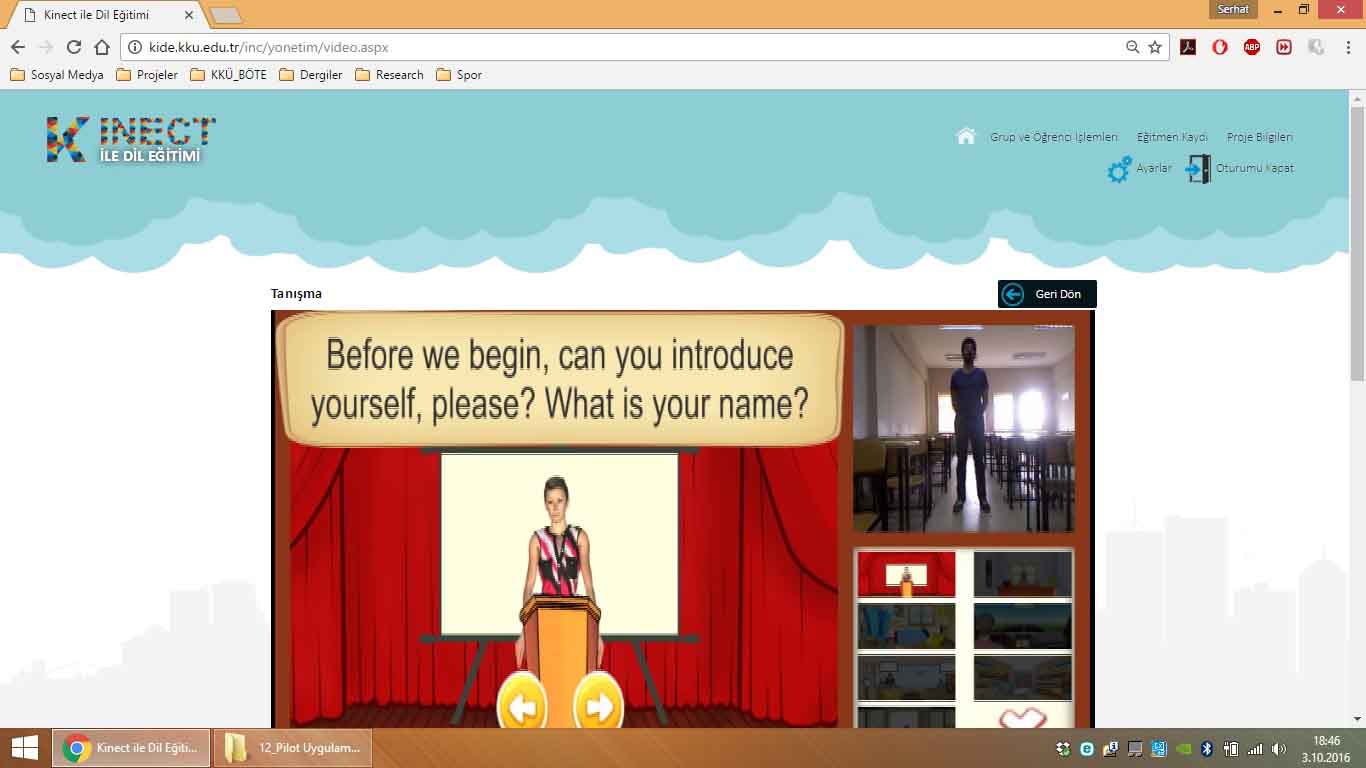 Kinect ile Dil Eğitimi
Serhat
kide.kku.edu.tr/inc/yonetim/video.aspx
Sosyal Medya Projeler KKÜ_BÖTE Dergiler Research Spor
KINECT
İLE DİL EĞİTİMİ
Grup ve Öğrenci İşlemleri Eğitmen Kaydı Proje Bilgileri
Ayarlar Oturumu Kapat
Tanışma
Geri Dön
Before we begin, can you introduce
yourself, please? What is your name?
Kinect ile Dil Eğiti... 12_Pilot Uygulam...
18:46
3.10.2016